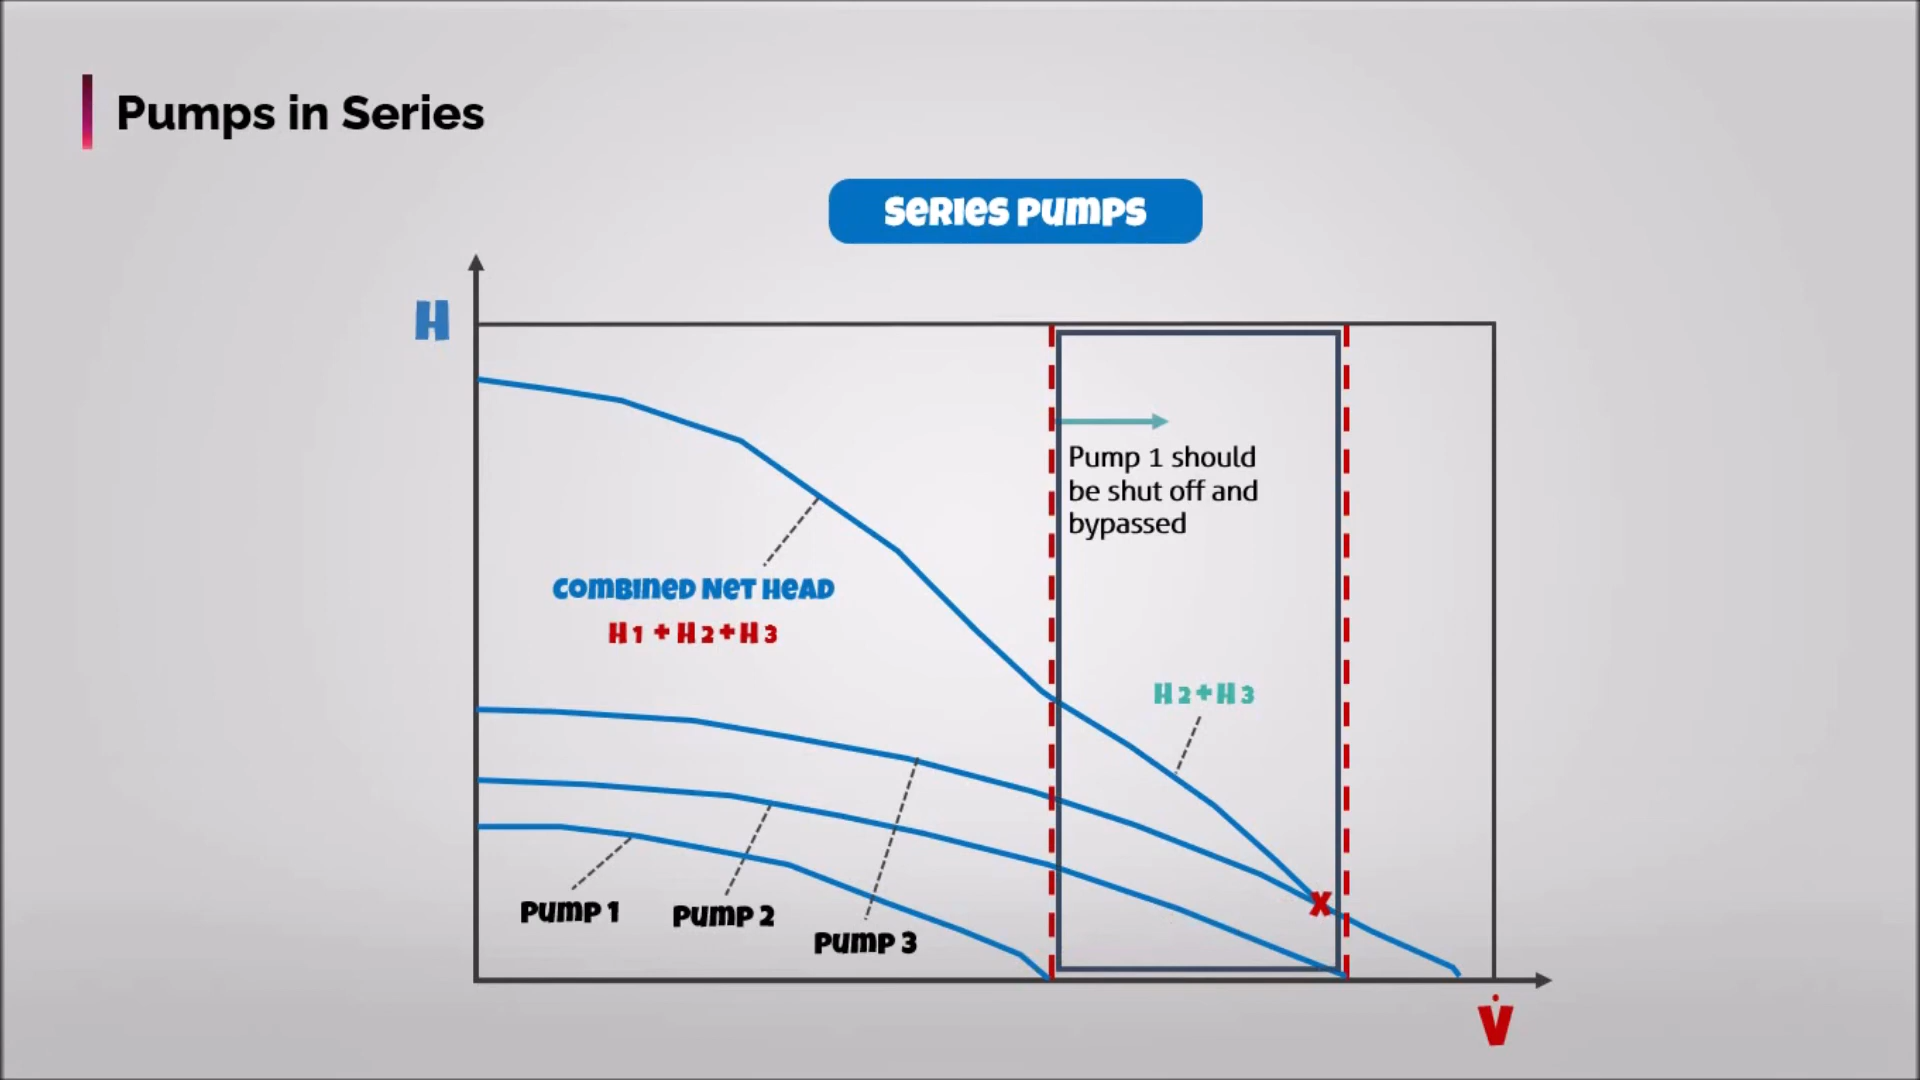 Pumps in Series
SERIES PUMPS
H
Pump 1 should
be shut off and
bypassed
COMBINED NET HEAD
H1 + H2+H3
H2+H3
PUMP 1
PUMP 2
PUMP 3
X
V̇